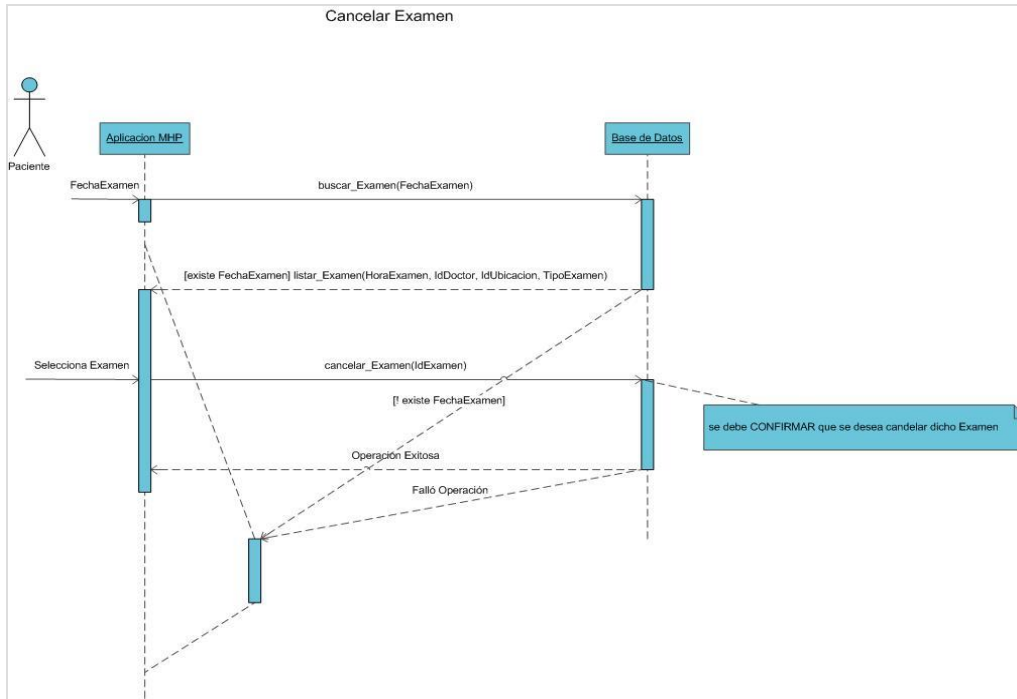 Cancelar Examen
Aplicacion MHP
Base de Datos
Paciente
FechaExamen
buscar_Examen(FechaExamen)
[existe FechaExamen] listar_Examen(HoraExamen, IdDoctor, IdUbicacion, TipoExamen)
Selecciona Examen
cancelar_Examen(IdExamen)
[! existe FechaExamen]
se debe CONFIRMAR que se desea candelar dicho Examen
Operación Exitosa
Falló Operación